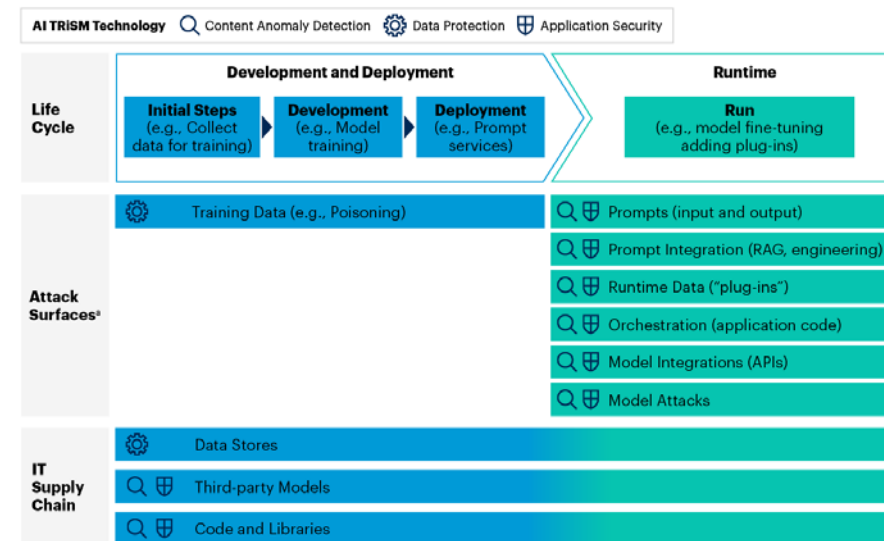 AI TRiSM Technology Content Anomaly Detection Data Protection Application Security
Life
Cycle
Development and Deployment
Initial Steps
(e.g., Collect
data for training)
Development
(e.g., Model
training)
Deployment
(e.g., Prompt
services)
Runtime
Run
(e.g., model fine-tuning
adding plug-ins)
Attack
Surfacesª
Training Data (e.g., Poisoning)
Prompts (input and output)
Prompt Integration (RAG, engineering)
Runtime Data (“plug-ins”)
Orchestration (application code)
Model Integrations (APIs)
Model Attacks
IT
Supply
Chain
Data Stores
Third-party Models
Code and Libraries